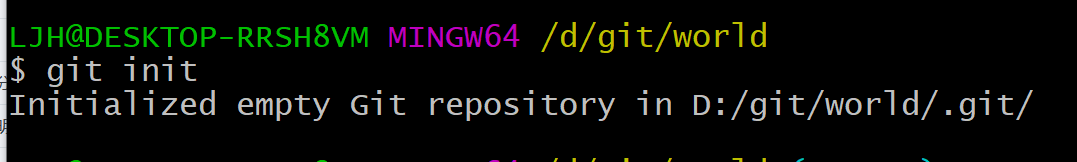 LJH@DESKTOP-RRSH8VM MINGW64 /d/git/world
$ git init
Initialized empty Git repository in D:/git/world/.git/